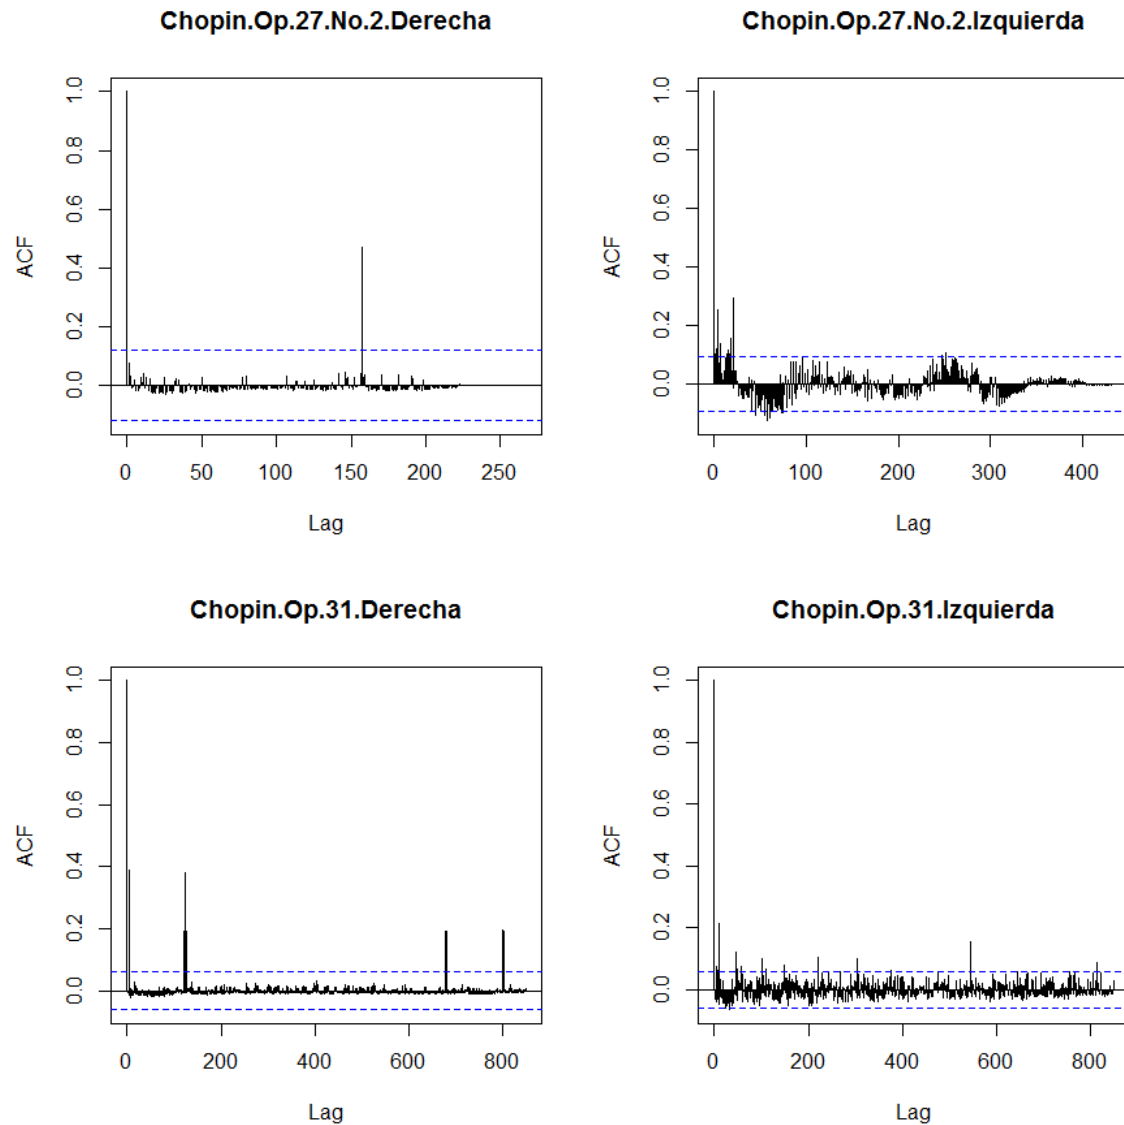 Chopin.Op.27.No.2.Derecha
ACF
0.0 0.2 0.4 0.6 0.8 1.0
0 50 100 150 200 250
Lag
Chopin.Op.27.No.2.Izquierda
ACF
0.0 0.2 0.4 0.6 0.8 1.0
0 100 200 300 400
Lag
Chopin.Op.31.Derecha
ACF
0.0 0.2 0.4 0.6 0.8 1.0
0 200 400 600 800
Lag
Chopin.Op.31.Izquierda
ACF
0.0 0.2 0.4 0.6 0.8 1.0
0 200 400 600 800
Lag